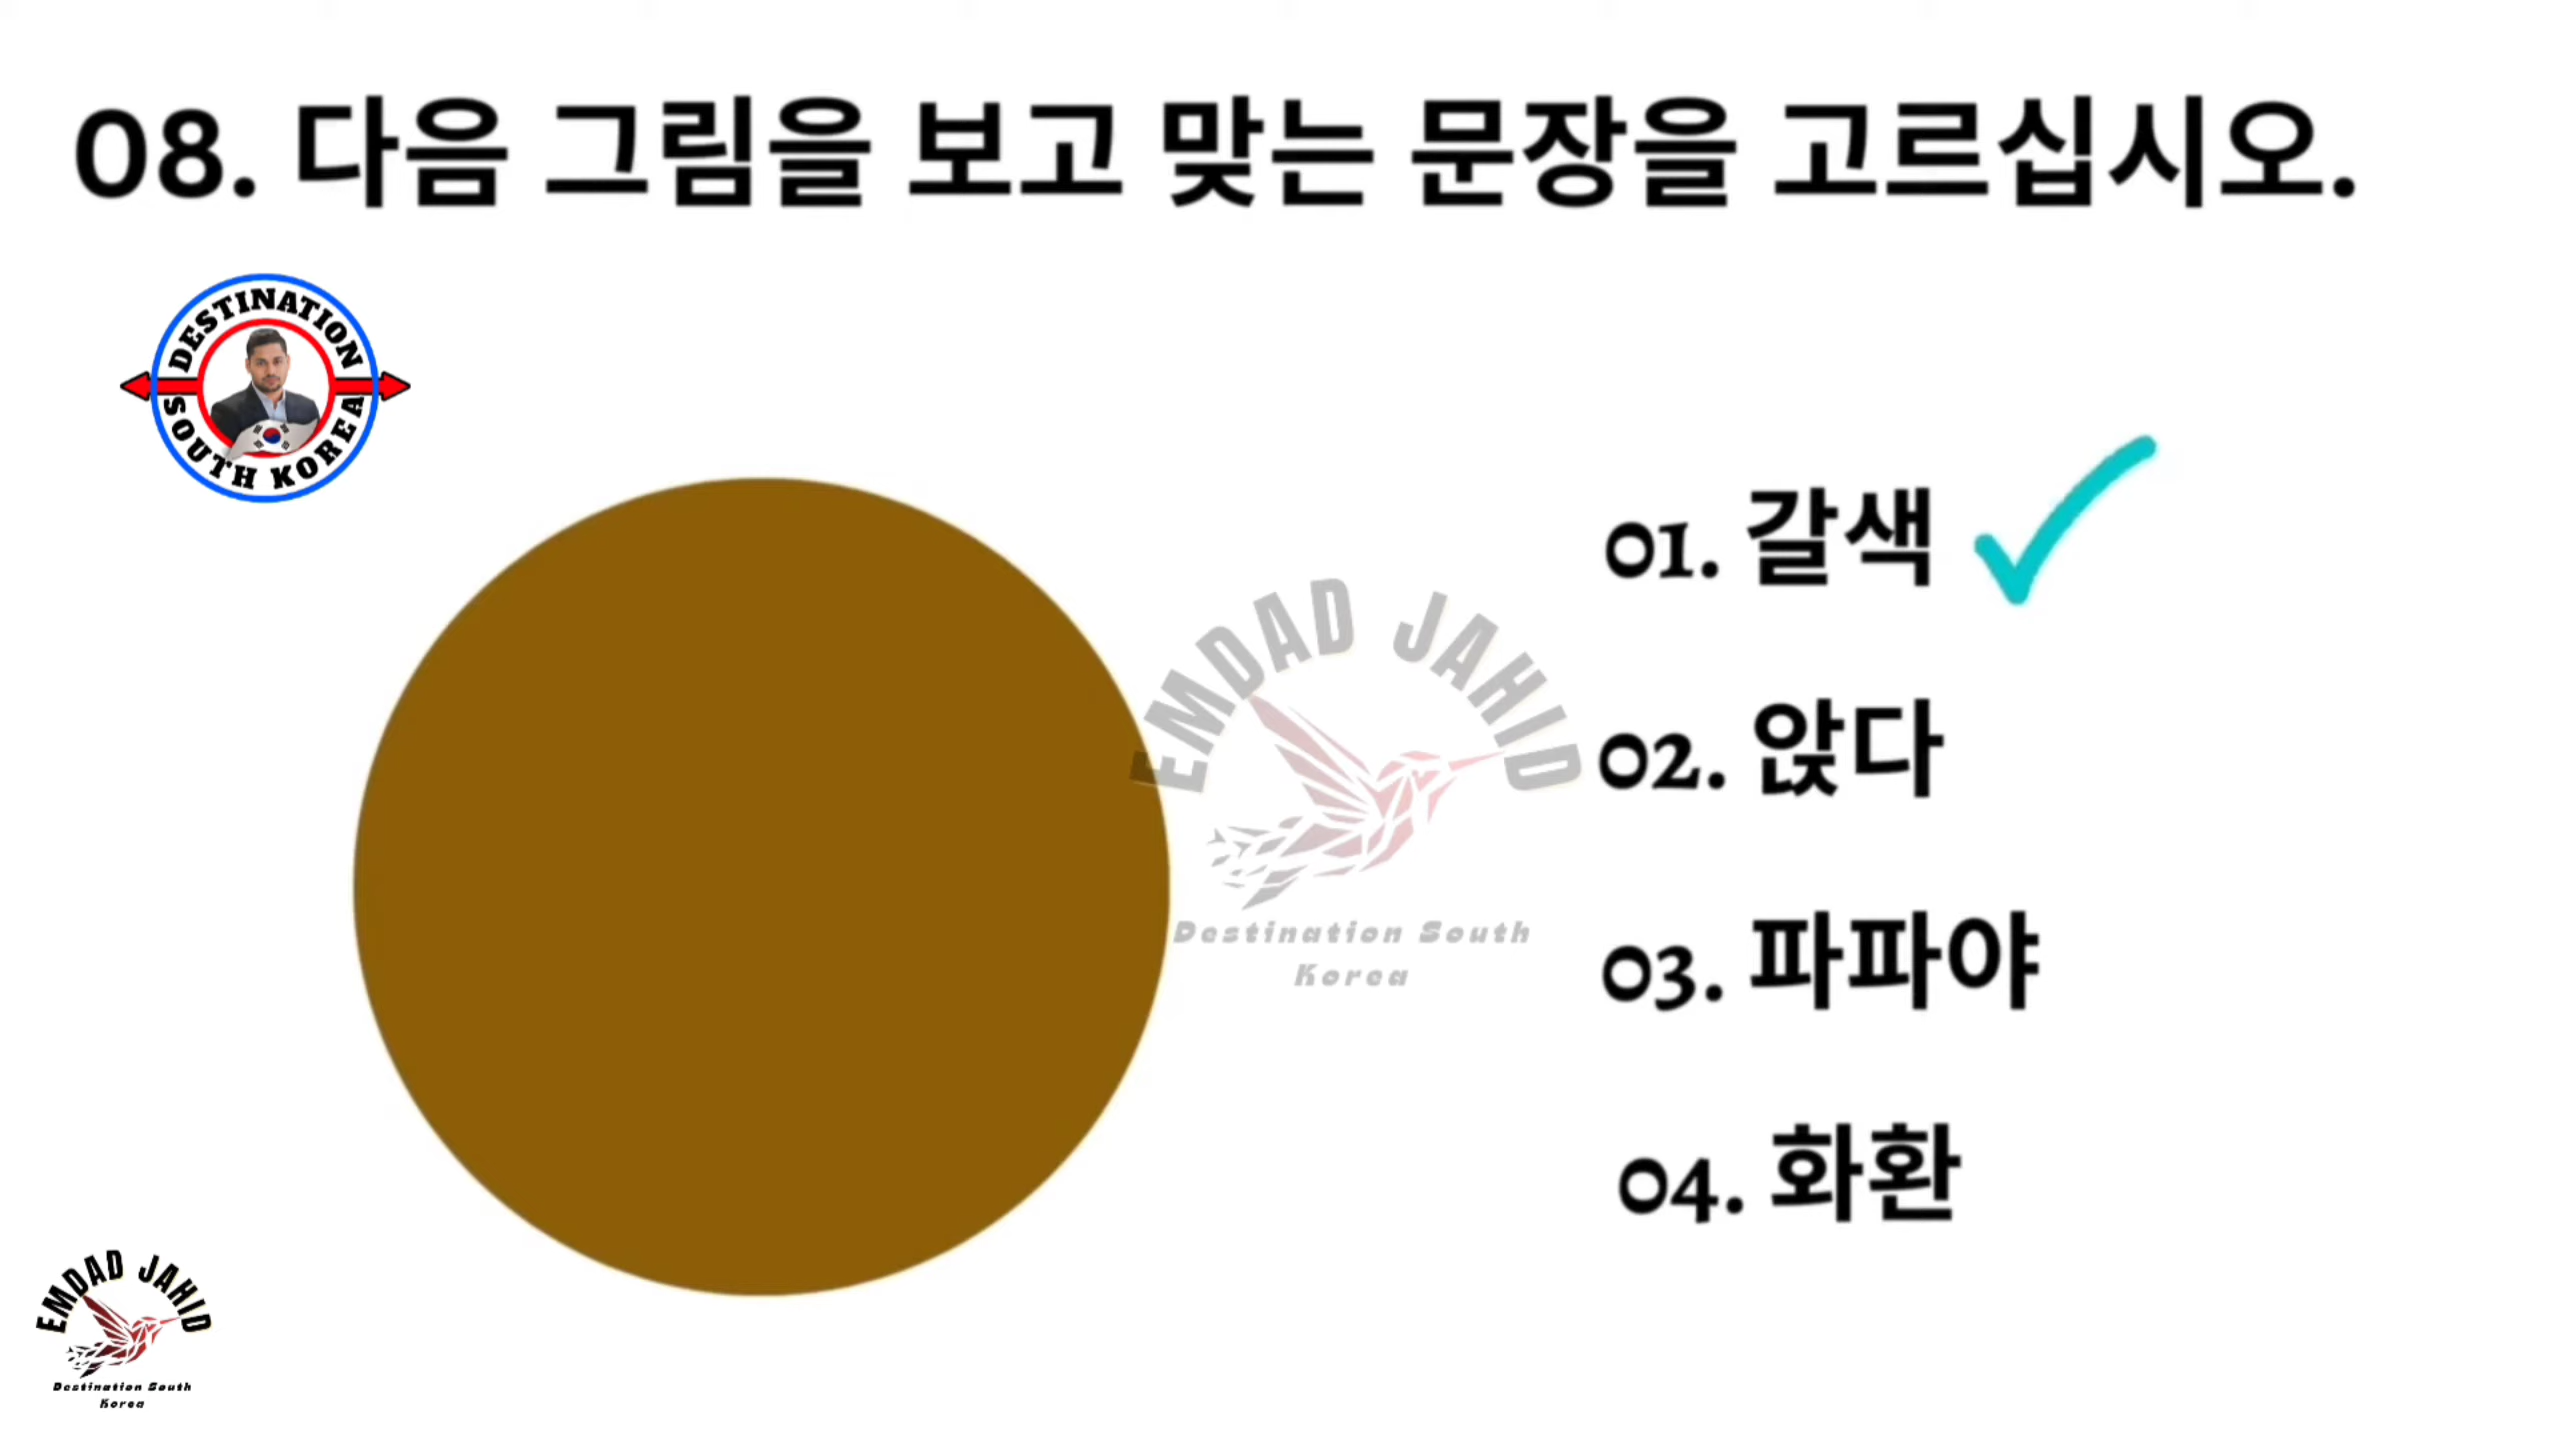 08. 다음 그림을 보고 맞는 문장을 고르십시오.
DESTINATION
SOUTH KOREA
01. 갈색
02. 앉다
03. 파파야
04. 화환
EMDAD JAHID
Destination South
Korea
EMDAD JAHID
Destination South
Korea